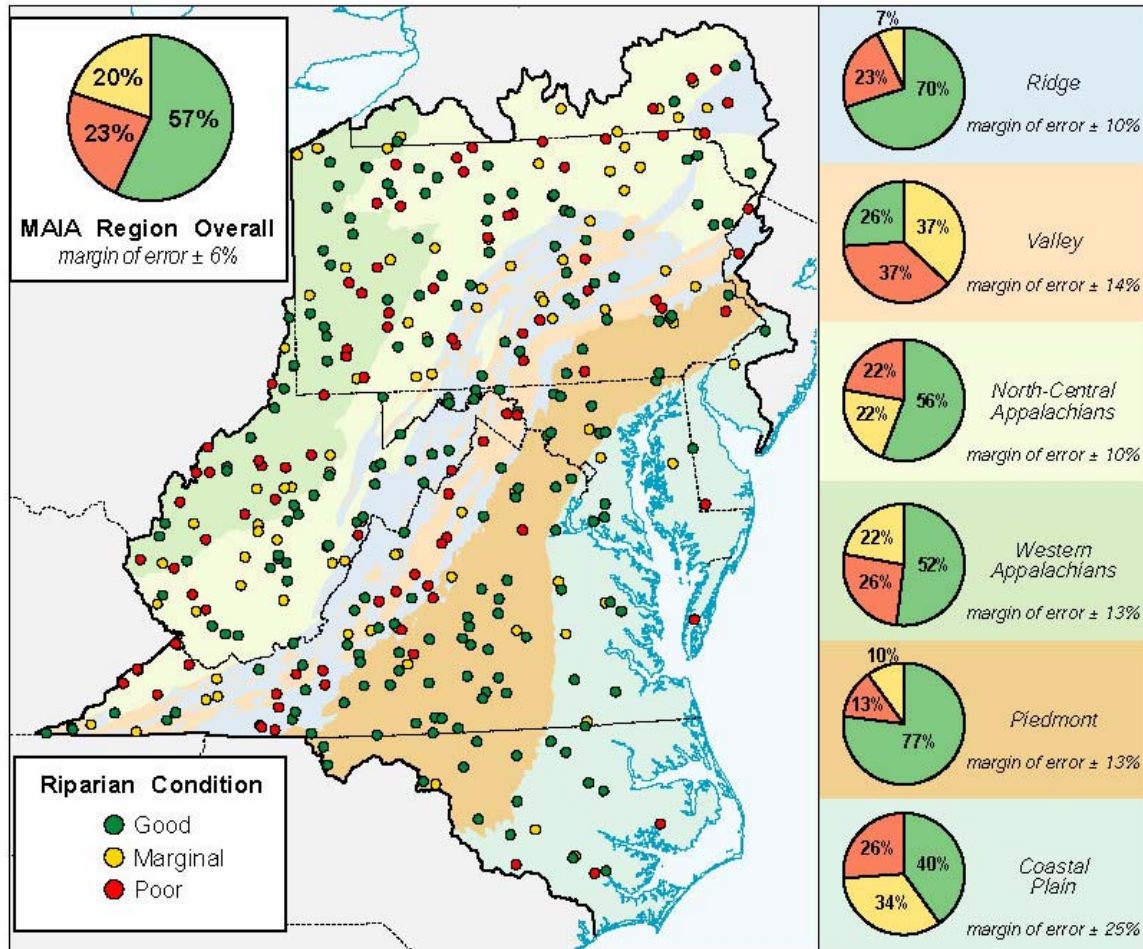 20%
57%
23%
MAIA Region Overall
margin of error ± 6%
Riparian Condition
Good
Marginal
Poor
7%
23%
70%
Ridge
margin of error ± 10%
26%
37%
37%
Valley
margin of error ± 14%
22%
56%
22%
North-Central
Appalachians
margin of error ± 10%
22%
52%
26%
Western
Appalachians
margin of error ± 13%
10%
13%
77%
Piedmont
margin of error ± 13%
26%
40%
34%
Coastal
Plain
margin of error ± 25%